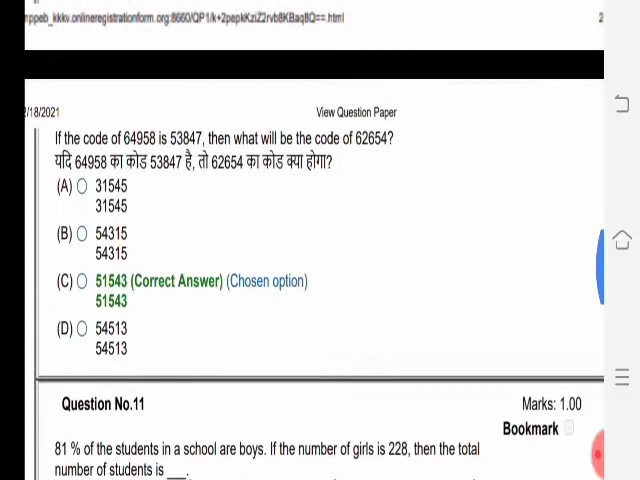 ppeb_kkkv.onlineregistrationform.org:8660/QP1/k+2pepkKziZ2rvb8KBaq8Q==.html 2
/18/2021 View Question Paper
If the code of 64958 is 53847, then what will be the code of 62654?
यदि 64958 का कोड 53847 है, तो 62654 का कोड क्या होगा?
(A) 31545
31545
(B) 54315
54315
(C) 51543 (Correct Answer) (Chosen option)
51543
(D) 54513
54513
Question No.11 Marks: 1.00
Bookmark
81 % of the students in a school are boys. If the number of girls is 228, then the total
number of students is ___.